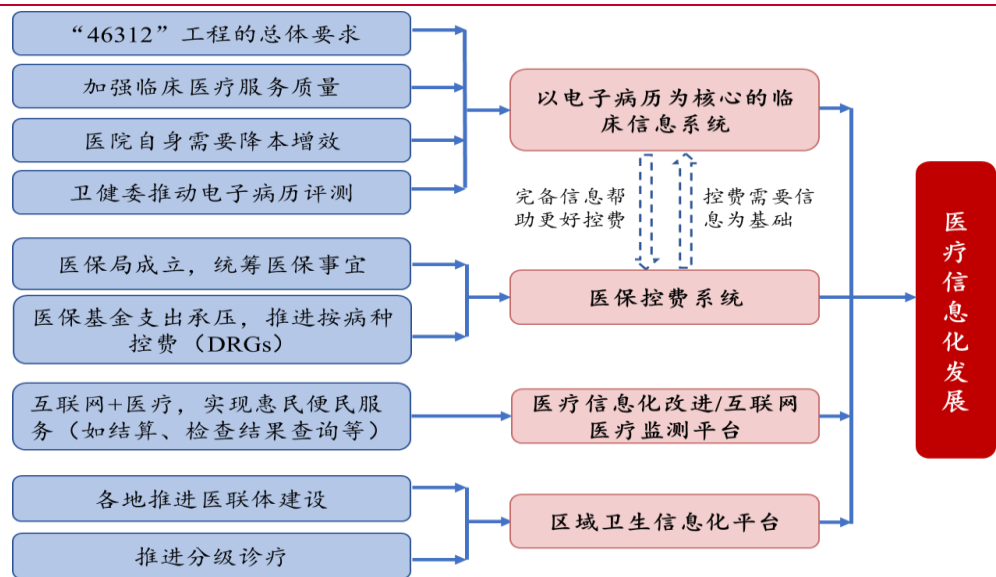 “46312”工程的总体要求
加强临床医疗服务质量
医院自身需要降本增效
卫健委推动电子病历评测
以电子病历为核心的临
床信息系统
完备信息帮
助更好控费
控费需要信
息为基础
医保局成立，统筹医保事宜
医保基金支出承压，推进按病种
控费（DRGs）
医保控费系统
互联网+医疗，实现惠民便民服
务（如结算、检查结果查询等）
医疗信息化改进/互联网
医疗监测平台
各地推进医联体建设
推进分级诊疗
区域卫生信息化平台
医疗信息化发展